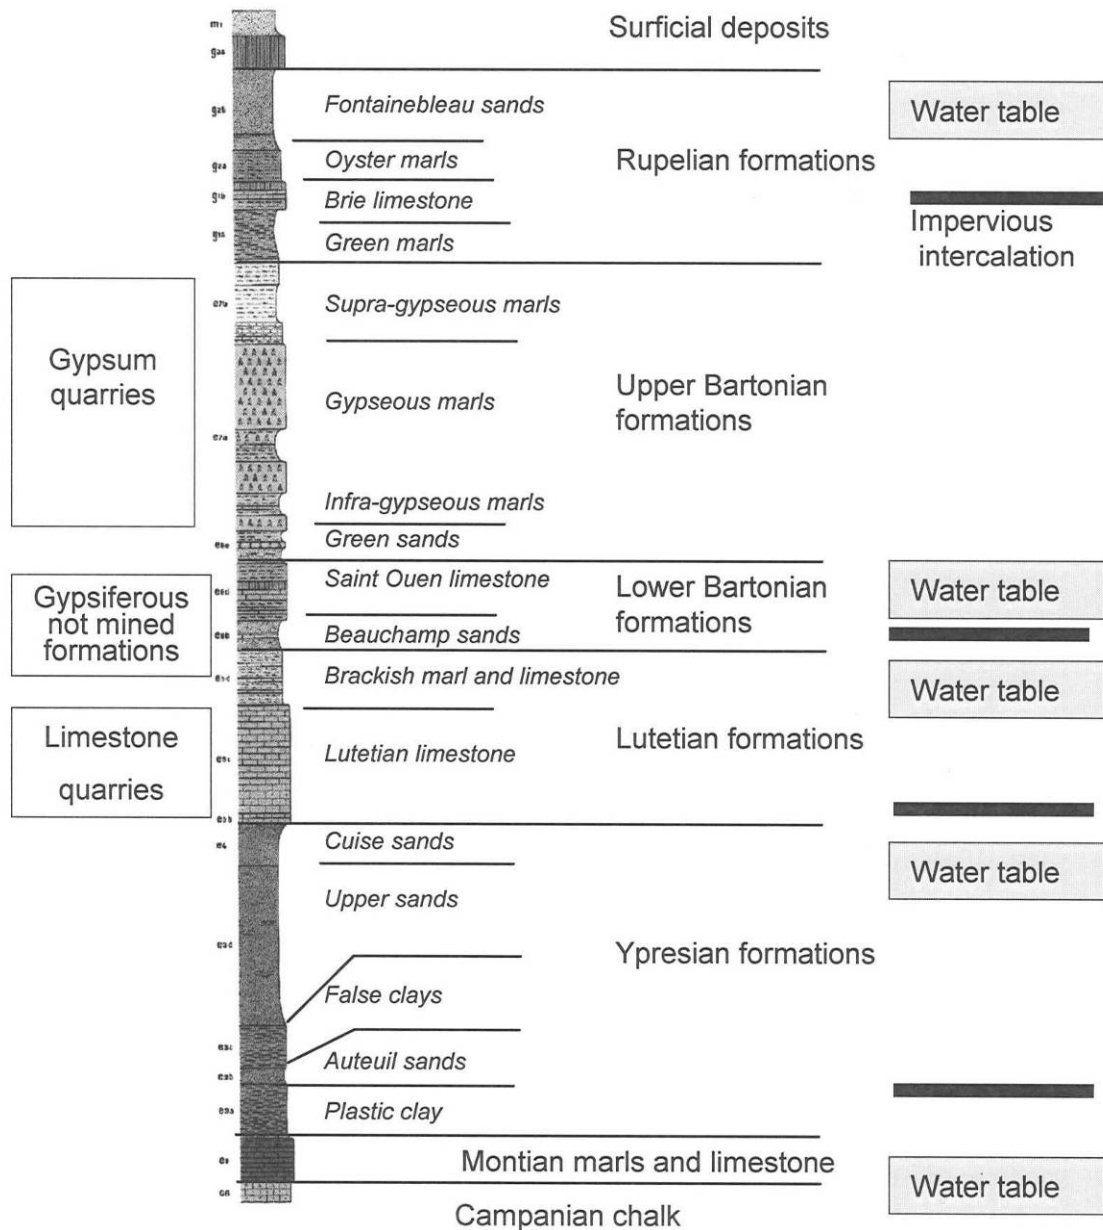 Surficial deposits
Fontainebleau sands
Water table
Oyster marls
Rupelian formations
Brie limestone
Impervious
intercalation
Green marls
Supra-gypseous marls
Gypsum
quarries
Gypseous marls
Upper Bartonian
formations
Infra-gypseous marls
Green sands
Saint Ouen limestone
Lower Bartonian
formations
Water table
Gypsiferous
not mined
formations
Beauchamp sands
Brackish marl and limestone
Water table
Limestone
quarries
Lutetian limestone
Lutetian formations
Cuise sands
Water table
Upper sands
Ypresian formations
False clays
Auteuil sands
Plastic clay
Montian marls and limestone
Water table
Campanian chalk